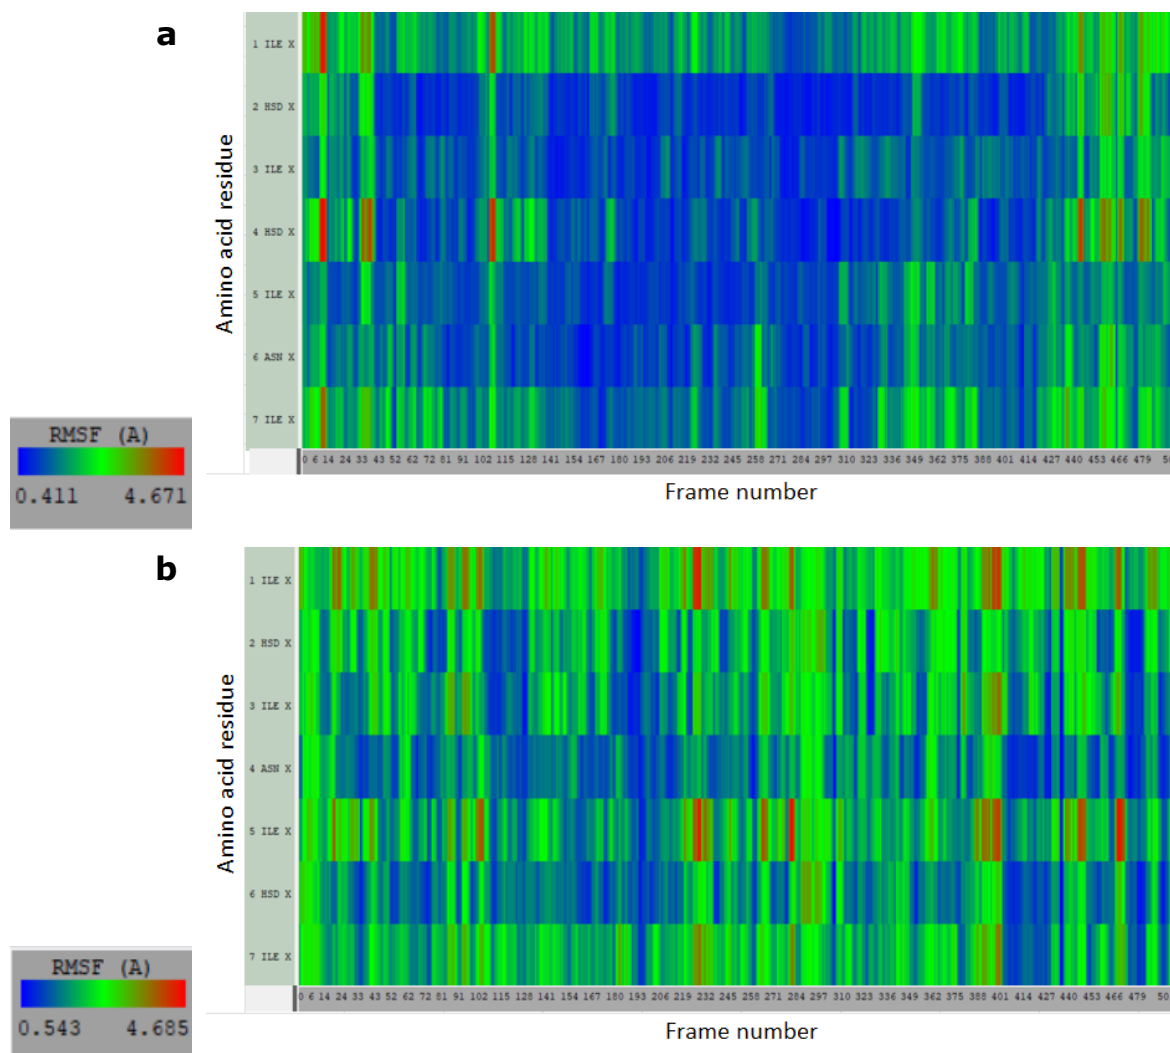 a
1 ILE X
2 HSD X
3 ILE X
4 HSD X
5 ILE X
6 ASN X
7 ILE X
Amino acid residue
RMSF (A)
0.411 4.671
0 6 14 24 33 43 52 62 72 81 91 102 115 128 141 154 167 180 193 206 219 232 245 258 271 284 297 310 323 336 349 362 375 388 401 414 427 440 453 466 479 50
Frame number
b
1 ILE X
2 HSD X
3 ILE X
4 ASN X
5 ILE X
6 HSD X
7 ILE X
Amino acid residue
RMSF (A)
0.543 4.685
0 6 14 24 33 43 52 62 72 81 91 102 115 128 141 154 167 180 193 206 219 232 245 258 271 284 297 310 323 336 349 362 375 388 401 414 427 440 453 466 479 50
Frame number